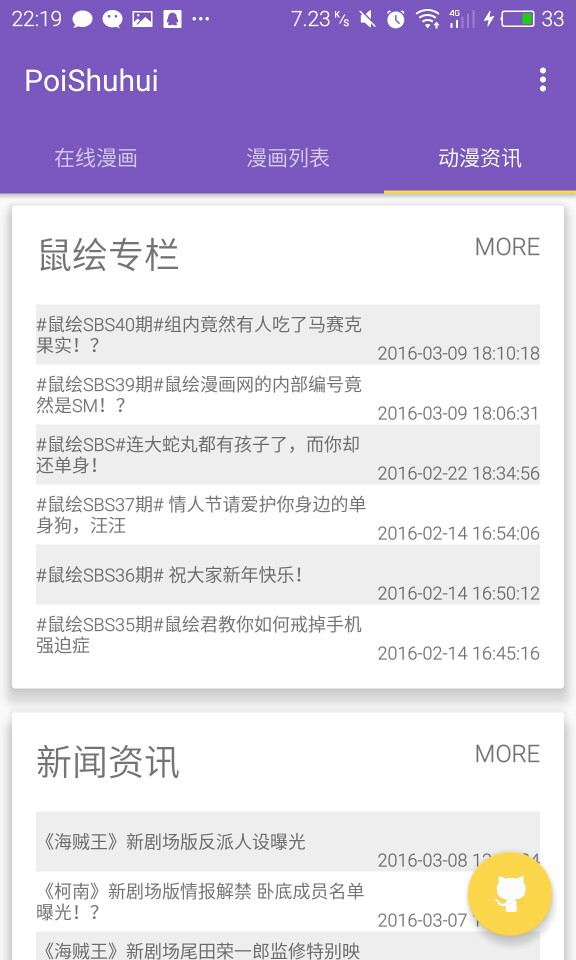 22:19
7.23 K/s
4G
33
PoiShuhui
在线漫画
漫画列表
动漫资讯
鼠绘专栏
MORE
#鼠绘SBS40期#组内竟然有人吃了马赛克
果实！？
2016-03-09 18:10:18
#鼠绘SBS39期#鼠绘漫画网的内部编号竟
然是SM！？
2016-03-09 18:06:31
#鼠绘SBS#连大蛇丸都有孩子了，而你却
还单身！
2016-02-22 18:34:56
#鼠绘SBS37期# 情人节请爱护你身边的单
身狗，汪汪
2016-02-14 16:54:06
#鼠绘SBS36期# 祝大家新年快乐！
2016-02-14 16:50:12
#鼠绘SBS35期#鼠绘君教你如何戒掉手机
强迫症
2016-02-14 16:45:16
新闻资讯
MORE
《海贼王》新剧场版反派人设曝光
2016-03-08
《柯南》新剧场版情报解禁 卧底成员名单
曝光！？
2016-03-07
《海贼王》新剧场尾田荣一郎监修特别映